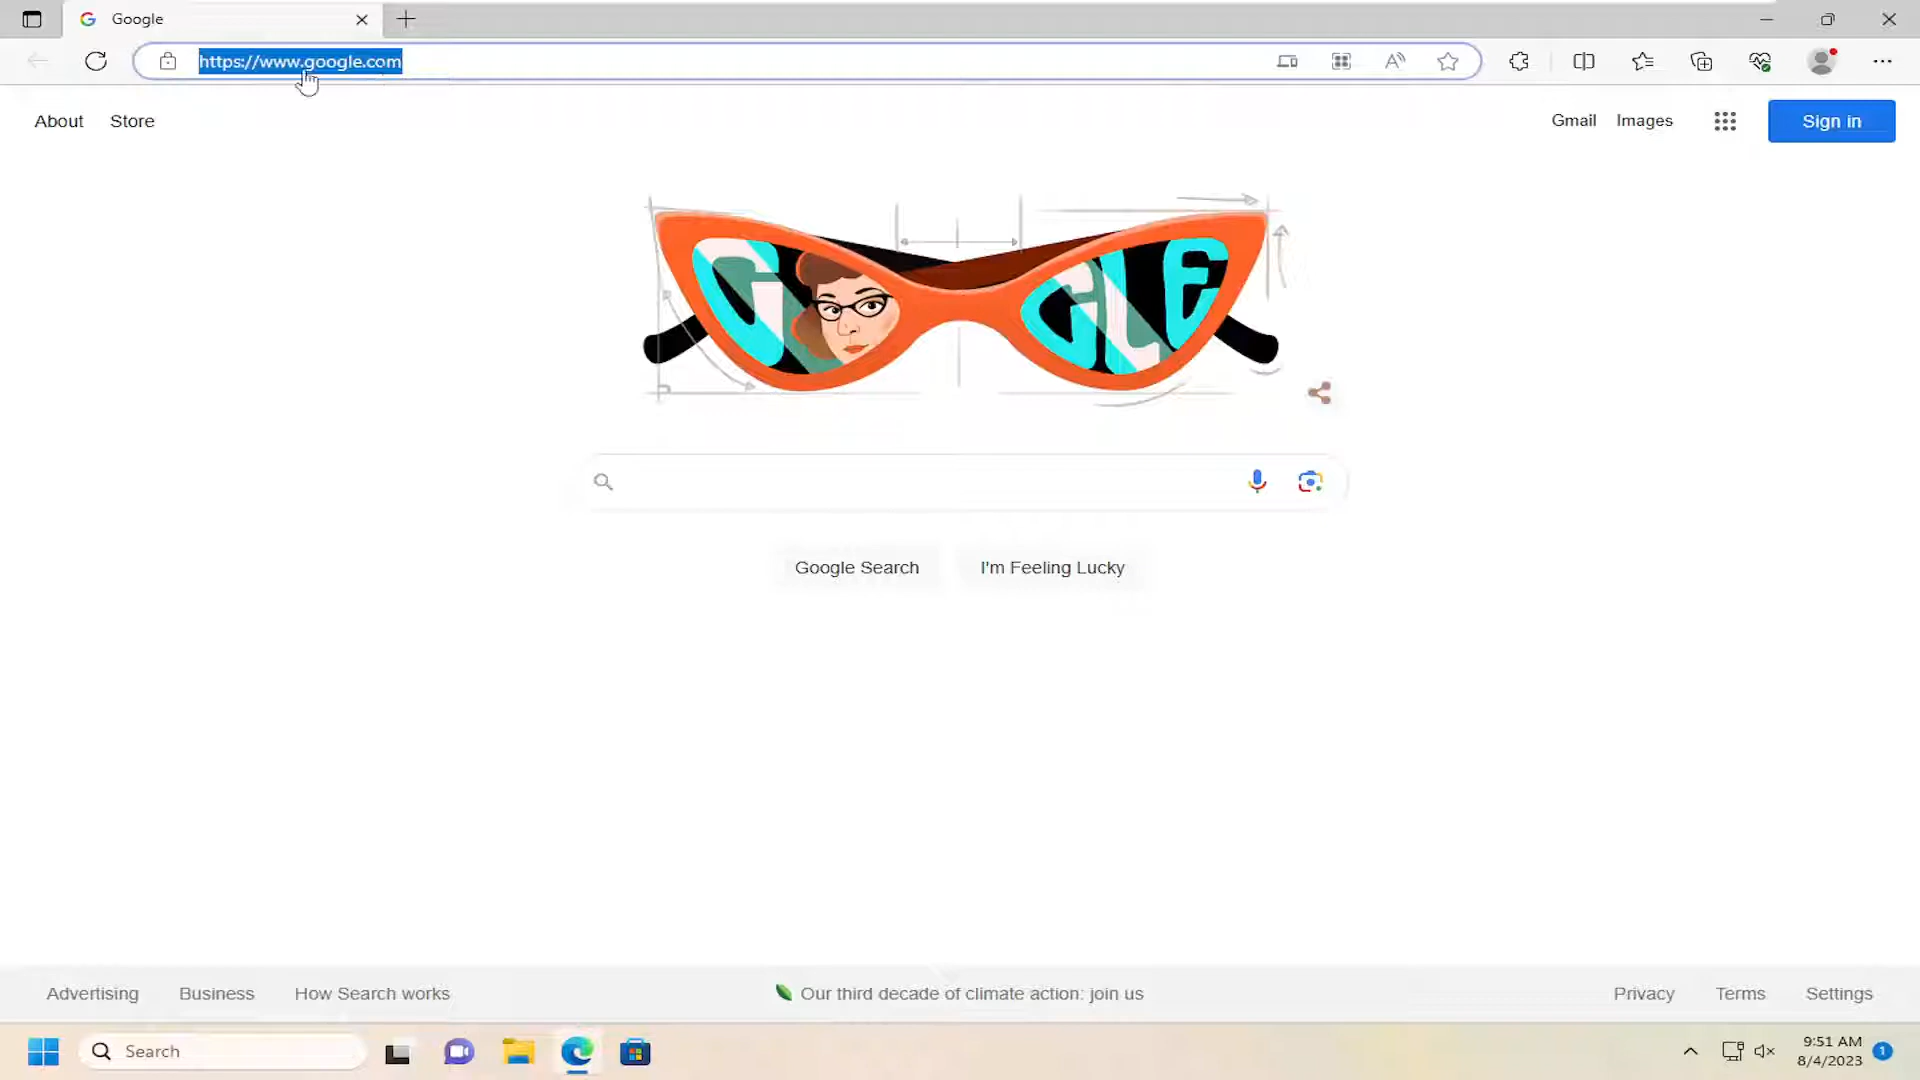 Google
https://www.google.com
About Store
Gmail Images Sign in
G GLE
Google Search I'm Feeling Lucky
Advertising Business How Search works Our third decade of climate action: join us Privacy Terms Settings
Search
9:51 AM
8/4/2023
1